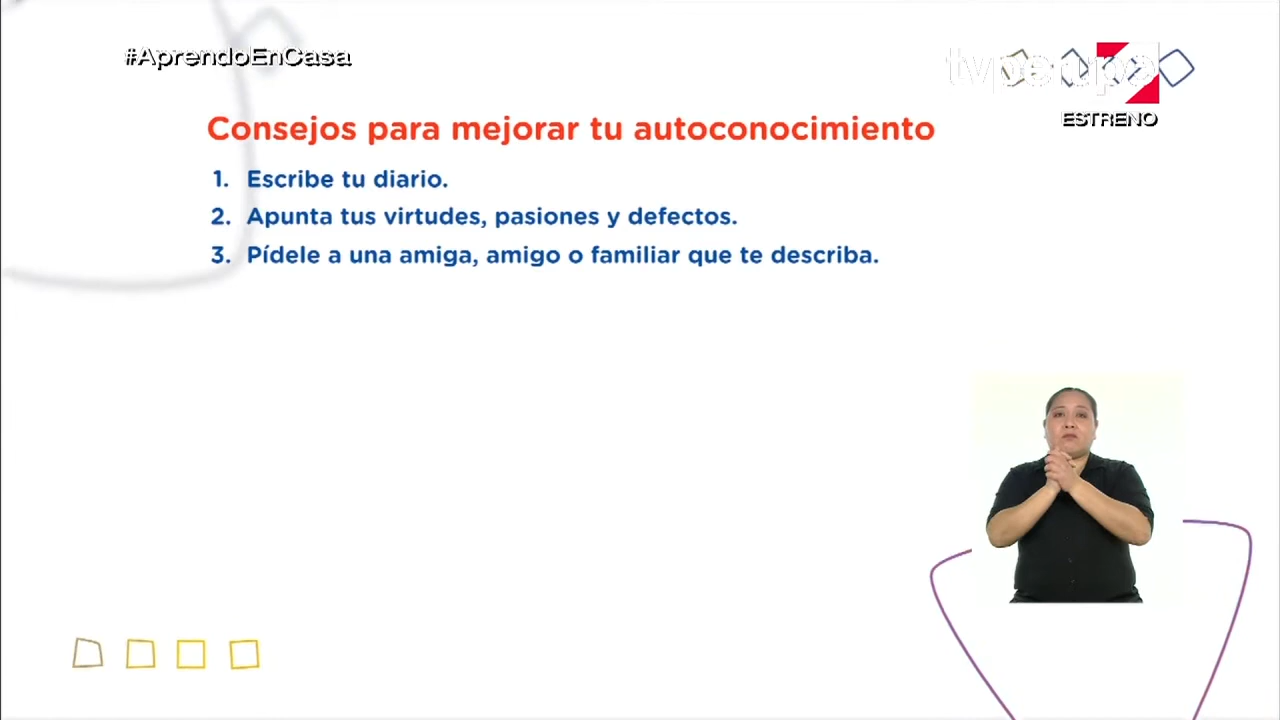 #AprendoEnCasa
tvperu
ESTRENO
Consejos para mejorar tu autoconocimiento
1. Escribe tu diario.
2. Apunta tus virtudes, pasiones y defectos.
3. Pídele a una amiga, amigo o familiar que te describa.